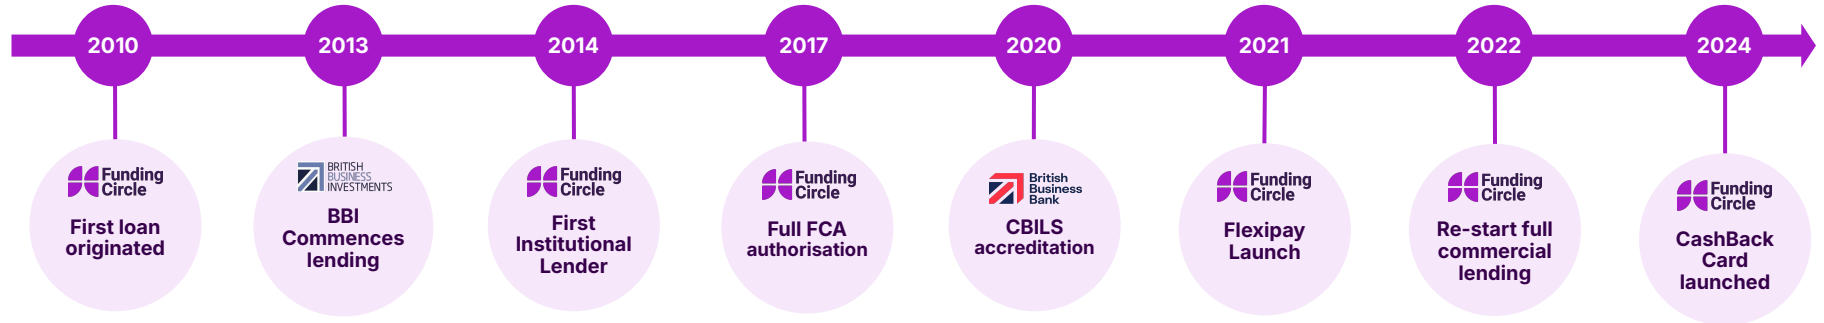 2010
2013
2014
2017
2020
2021
2022
2024
Funding
Circle
First loan
originated
BRITISH
BUSINESS
INVESTMENTS
BBI
Commences
lending
Funding
Circle
First
Institutional
Lender
Funding
Circle
Full FCA
authorisation
British
Business
Bank
CBILS
accreditation
Funding
Circle
Flexipay
Launch
Funding
Circle
Re-start full
commercial
lending
Funding
Circle
CashBack
Card
launched